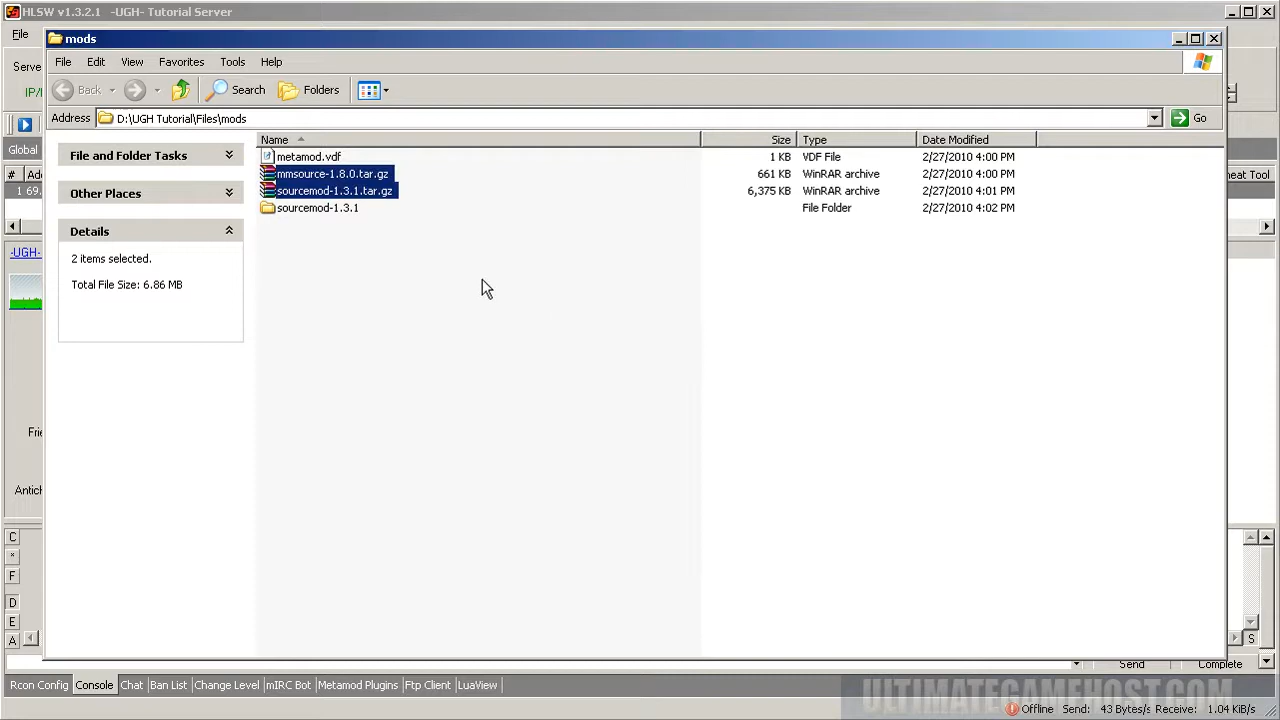 HLSW v1.3.2.1 -UGH- Tutorial Server
File
mods
File Edit View Favorites Tools Help
Serve
Back Search Folders
IP/
Address D:\UGH Tutorial\Files\mods Go
Name Size Type Date Modified
Global
File and Folder Tasks
metamod.vdf 1 KB VDF File 2/27/2010 4:00 PM
# A
mmsource-1.8.0.tar.gz 661 KB WinRAR archive 2/27/2010 4:00 PM
eat Tool
1 69.
Other Places
sourcemod-1.3.1.tar.gz 6,375 KB WinRAR archive 2/27/2010 4:01 PM
sourcemod-1.3.1 File Folder 2/27/2010 4:02 PM
Details
-UGH-
2 items selected.
Total File Size: 6.86 MB
Frie
Antich
C
*
F
D
E
A
S
Send Complete
Rcon Config Console Chat Ban List Change Level mIRC Bot Metamod Plugins Ftp Client LuaView
ULTIMATEGAMEHOST.COM
Offline Send: 43 Bytes/s Receive: 1.04 KiB/s